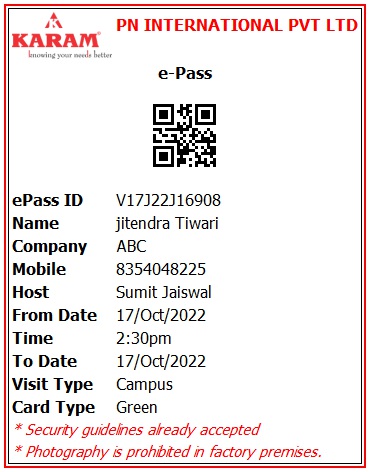 PN INTERNATIONAL PVT LTD
KARAM®
knowing your needs better
e-Pass
ePass ID V17J22J16908
Name jitendra Tiwari
Company ABC
Mobile 8354048225
Host Sumit Jaiswal
From Date 17/Oct/2022
Time 2:30pm
To Date 17/Oct/2022
Visit Type Campus
Card Type Green
* Security guidelines already accepted
* Photography is prohibited in factory premises.